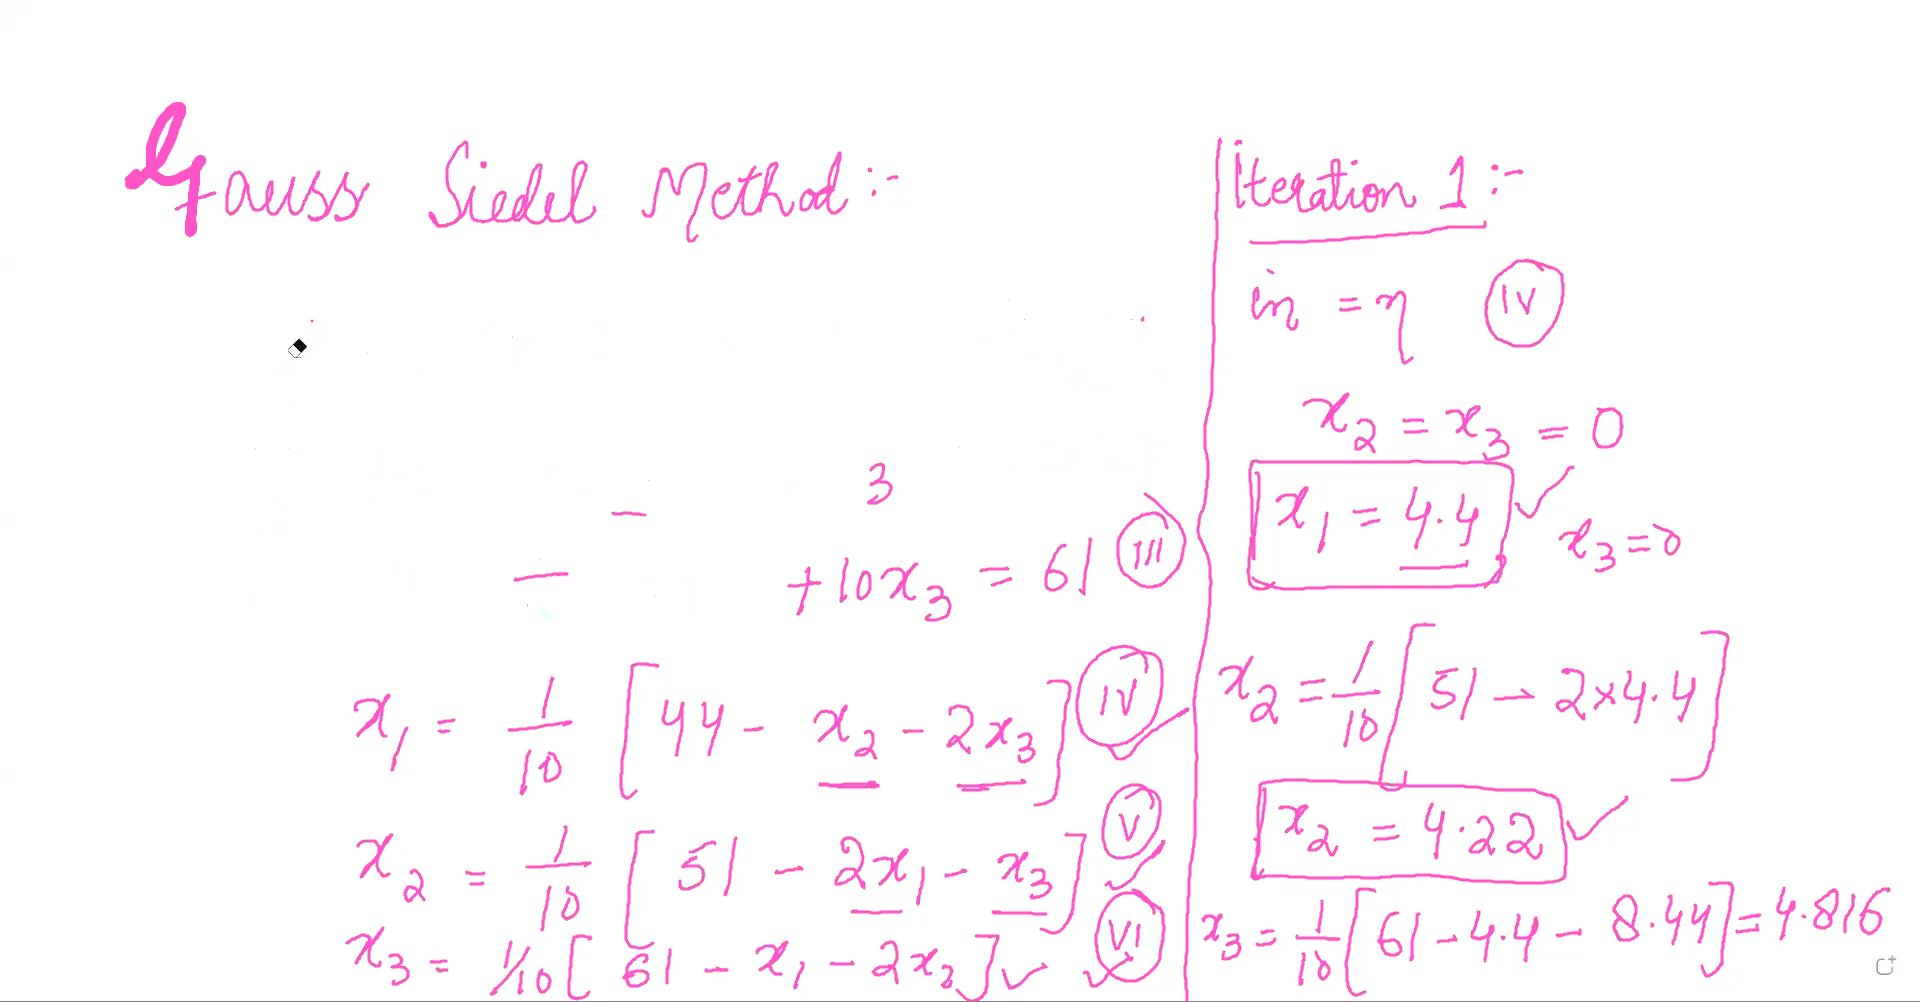 Gauss Siedel Method :-
3
+10x₃ = 61 III
x₁ = 1/10 [44 - x₂ - 2x₃] IV
x₂ = 1/10 [51 - 2x₁ - x₃] V
x₃ = 1/10 [61 - x₁ - 2x₂] VI
Iteration 1 :-
in = η IV
x₂ = x₃ = 0
x₁ = 4.4
x₃ = 0
x₂ = 1/10 [51 - 2×4.4]
x₂ = 4.22
x₃ = 1/10 [61 - 4.4 - 8.44] = 4.816